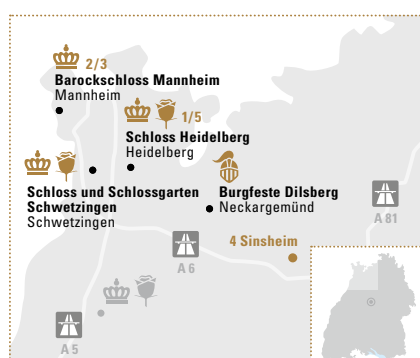 2/3
Barockschloss Mannheim
Mannheim
1/5
Schloss Heidelberg
Heidelberg
Schloss und Schlossgarten
Schwetzingen
Schwetzingen
Burgfeste Dilsberg
Neckargemünd
A 81
4 Sinsheim
A 6
A 5